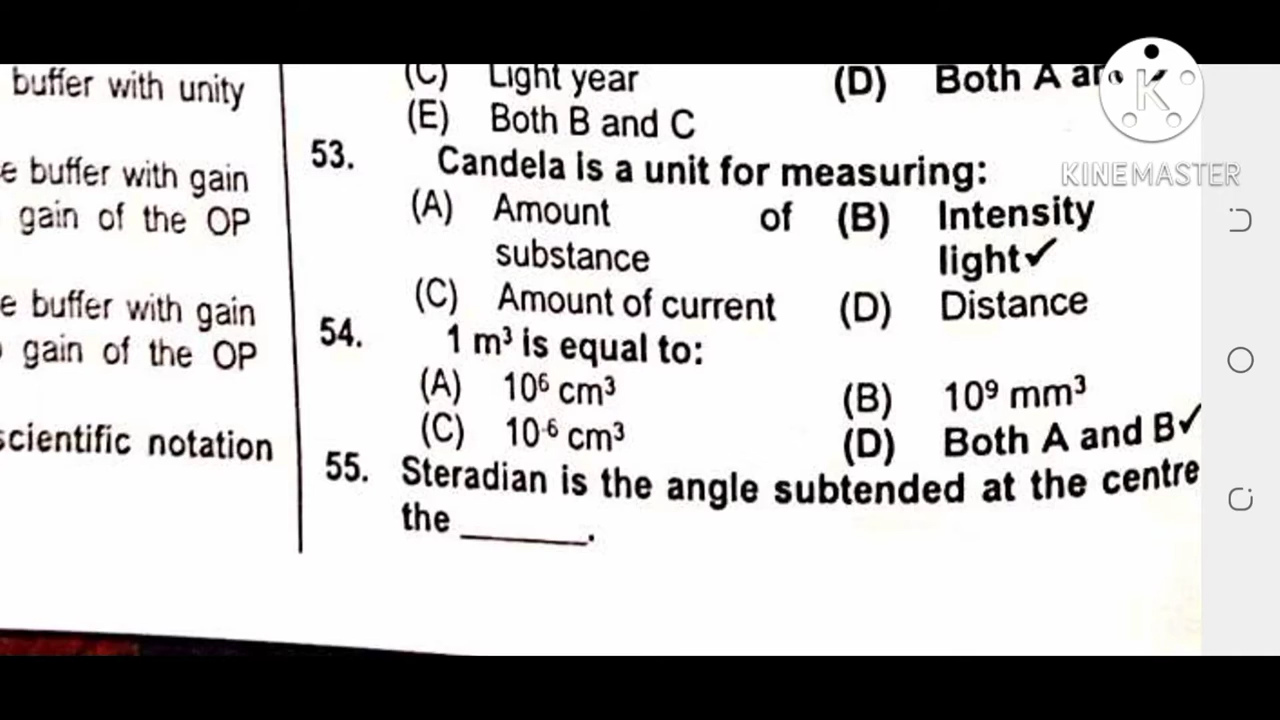 buffer with unity
e buffer with gain
gain of the OP
e buffer with gain
gain of the OP
scientific notation
(C) Light year (D) Both A
(E) Both B and C
53. Candela is a unit for measuring:
(A) Amount of (B) Intensity
substance light✓
(C) Amount of current (D) Distance
54. 1 m³ is equal to:
(A) 10⁶ cm³ (B) 10⁹ mm³
(C) 10⁻⁶ cm³ (D) Both A and B✓
55. Steradian is the angle subtended at the centre
the ______.
K
KINEMASTER